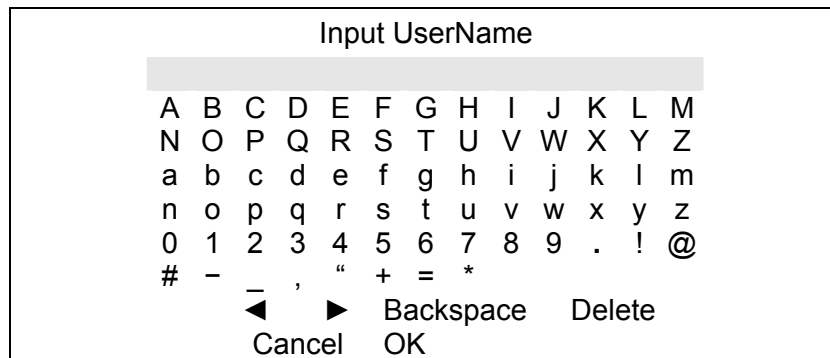 Input UserName
A B C D E F G H I J K L M
N O P Q R S T U V W X Y Z
a b c d e f g h i j k l m
n o p q r s t u v w x y z
0 1 2 3 4 5 6 7 8 9 . ! @
# − _ , “ + = *
◄ ► Backspace Delete
Cancel OK